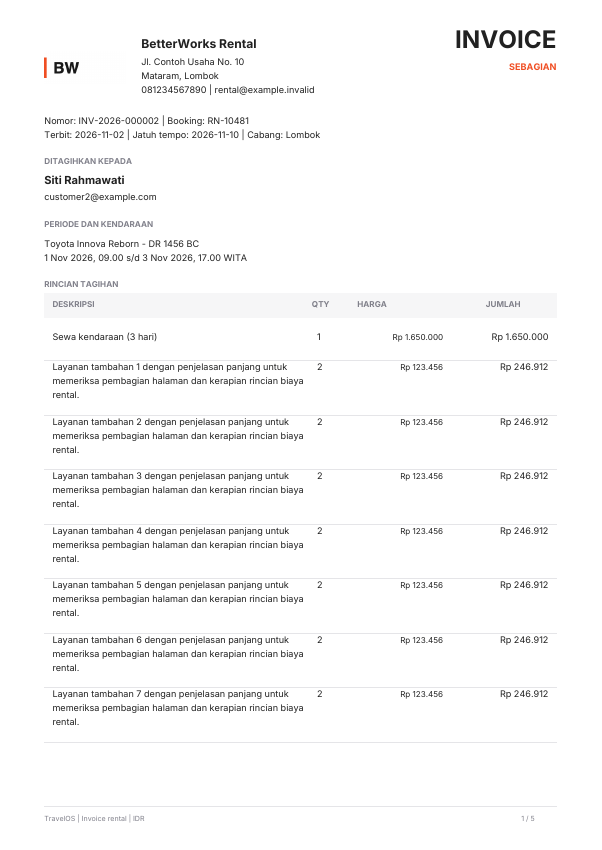 BW
BetterWorks Rental
Jl. Contoh Usaha No. 10
Mataram, Lombok
081234567890 | rental@example.invalid
INVOICE
SEBAGIAN
Nomor: INV-2026-000002 | Booking: RN-10481
Terbit: 2026-11-02 | Jatuh tempo: 2026-11-10 | Cabang: Lombok
DITAGIHKAN KEPADA
Siti Rahmawati
customer2@example.com
PERIODE DAN KENDARAAN
Toyota Innova Reborn - DR 1456 BC
1 Nov 2026, 09.00 s/d 3 Nov 2026, 17.00 WITA
RINCIAN TAGIHAN
DESKRIPSI QTY HARGA JUMLAH
Sewa kendaraan (3 hari) 1 Rp 1.650.000 Rp 1.650.000
Layanan tambahan 1 dengan penjelasan panjang untuk 2 Rp 123.456 Rp 246.912
memeriksa pembagian halaman dan kerapian rincian biaya
rental.
Layanan tambahan 2 dengan penjelasan panjang untuk 2 Rp 123.456 Rp 246.912
memeriksa pembagian halaman dan kerapian rincian biaya
rental.
Layanan tambahan 3 dengan penjelasan panjang untuk 2 Rp 123.456 Rp 246.912
memeriksa pembagian halaman dan kerapian rincian biaya
rental.
Layanan tambahan 4 dengan penjelasan panjang untuk 2 Rp 123.456 Rp 246.912
memeriksa pembagian halaman dan kerapian rincian biaya
rental.
Layanan tambahan 5 dengan penjelasan panjang untuk 2 Rp 123.456 Rp 246.912
memeriksa pembagian halaman dan kerapian rincian biaya
rental.
Layanan tambahan 6 dengan penjelasan panjang untuk 2 Rp 123.456 Rp 246.912
memeriksa pembagian halaman dan kerapian rincian biaya
rental.
Layanan tambahan 7 dengan penjelasan panjang untuk 2 Rp 123.456 Rp 246.912
memeriksa pembagian halaman dan kerapian rincian biaya
rental.
TravelOS | Invoice rental | IDR 1 / 5